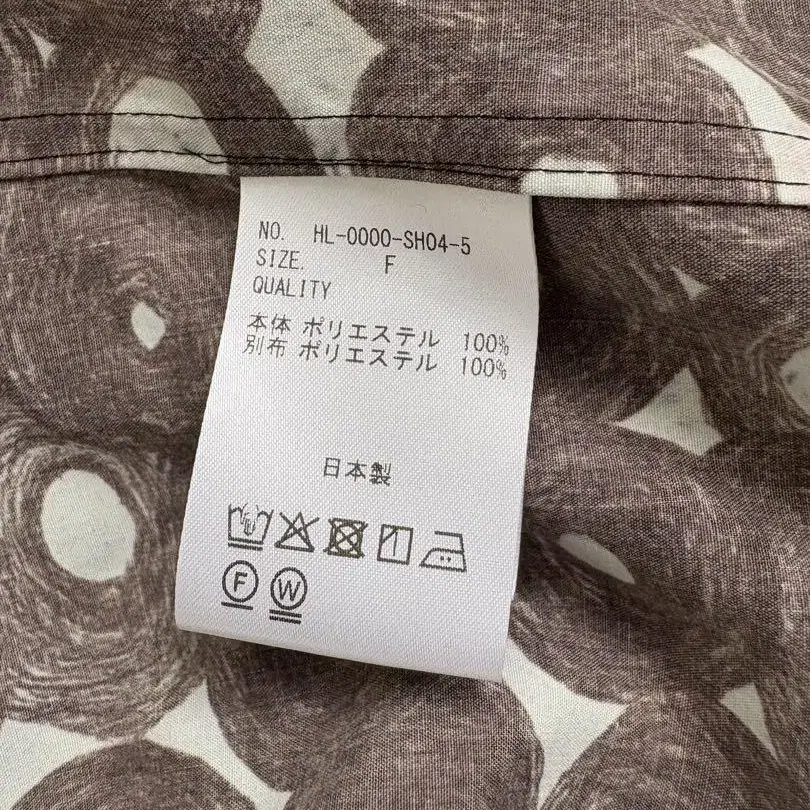 NO. HL-0000-SH04-5
SIZE. F
QUALITY
本体 ポリエステル 100%
別布 ポリエステル 100%
日本製
F W